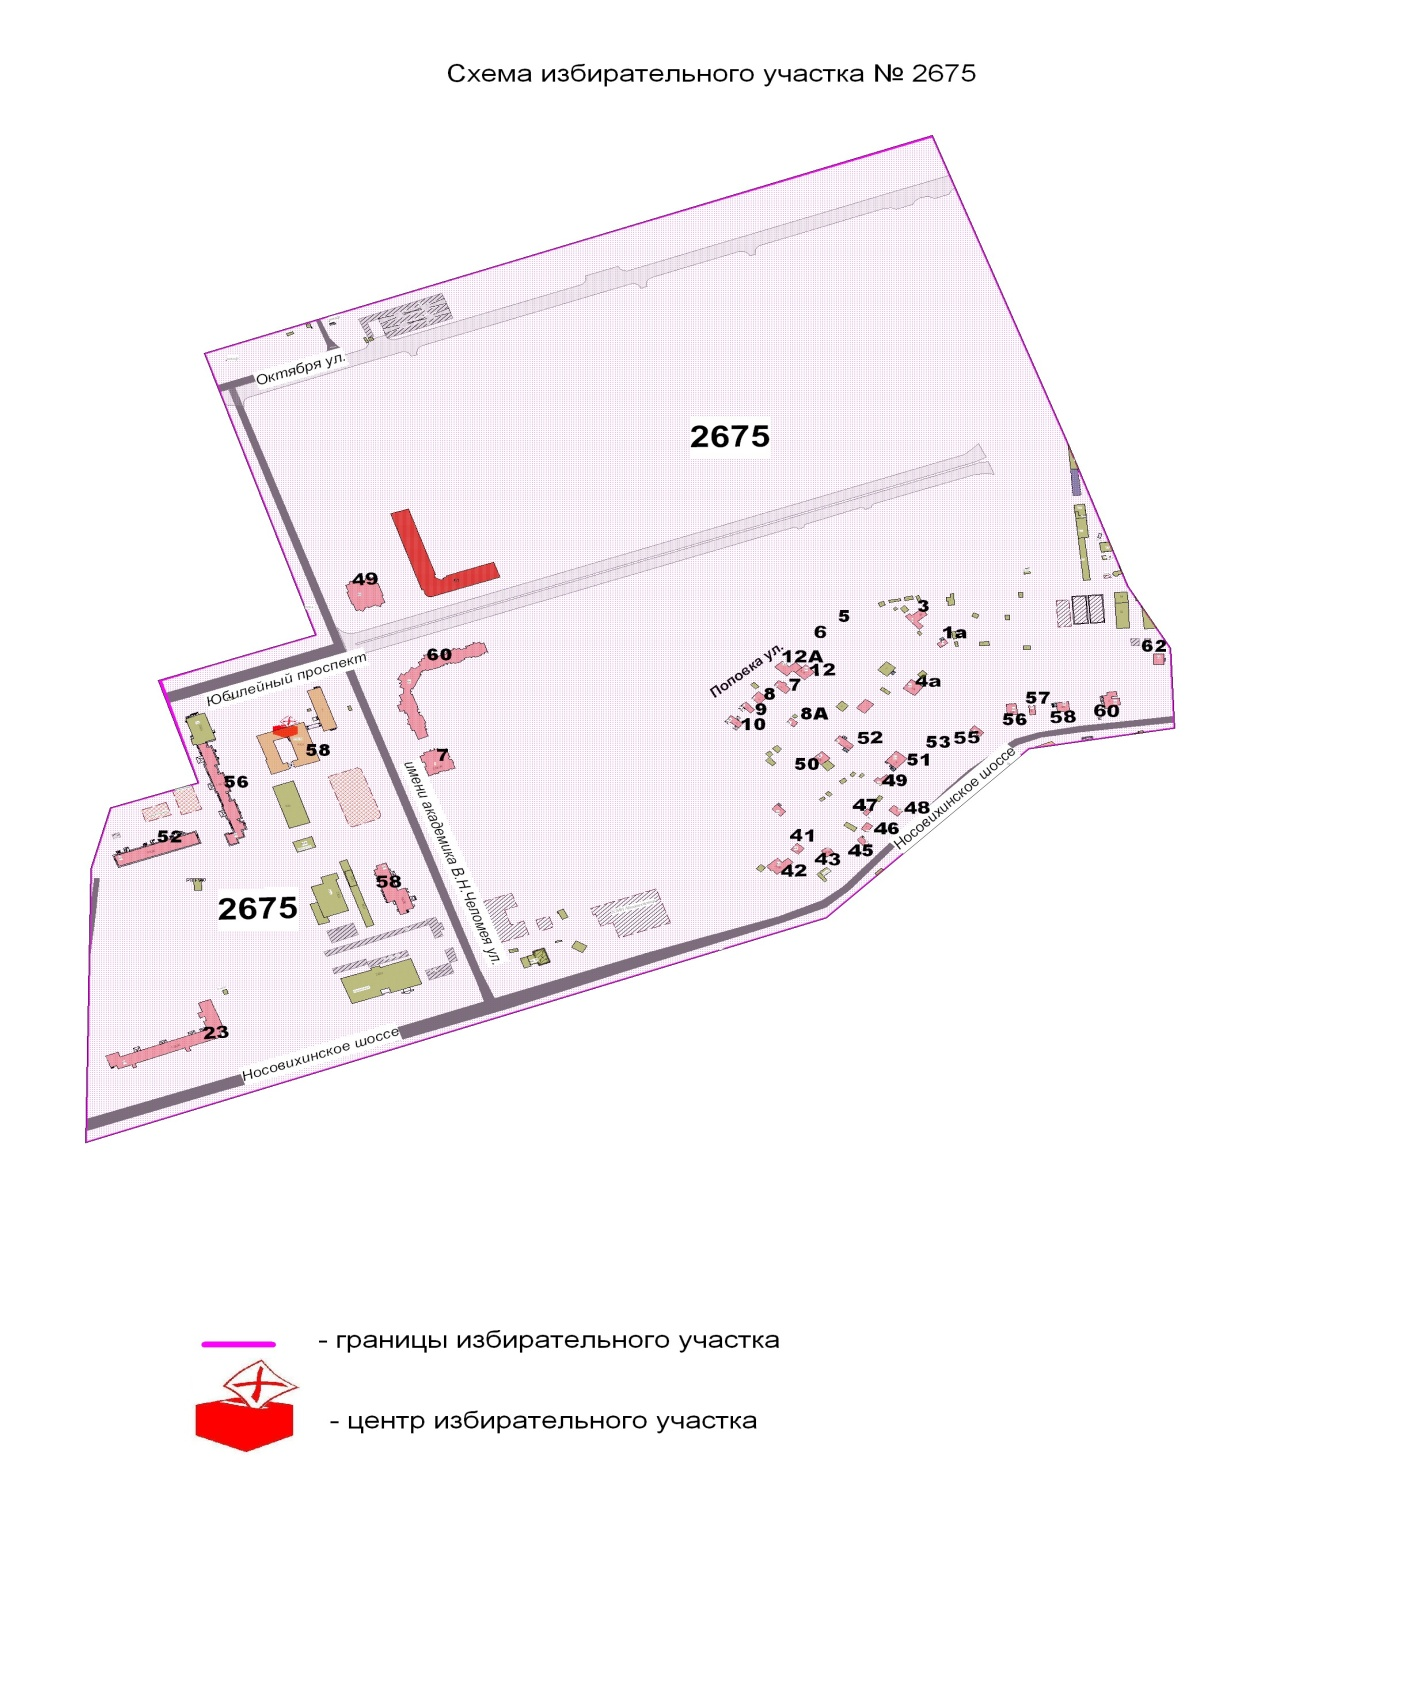 Схема избирательного участка № 2675
Октября ул.
2675
49
60
Юбилейный проспект
5
3
6
1а
62
Поповка ул.
12А
12
7
4а
8
57
9
8А
56
58
60
10
52
53
55
58
7
50
51
56
49
имени академика В.Н.Челомея ул.
47
48
Носовихинское шоссе
52
41
46
45
43
42
58
2675
23
Носовихинское шоссе
- границы избирательного участка
- центр избирательного участка